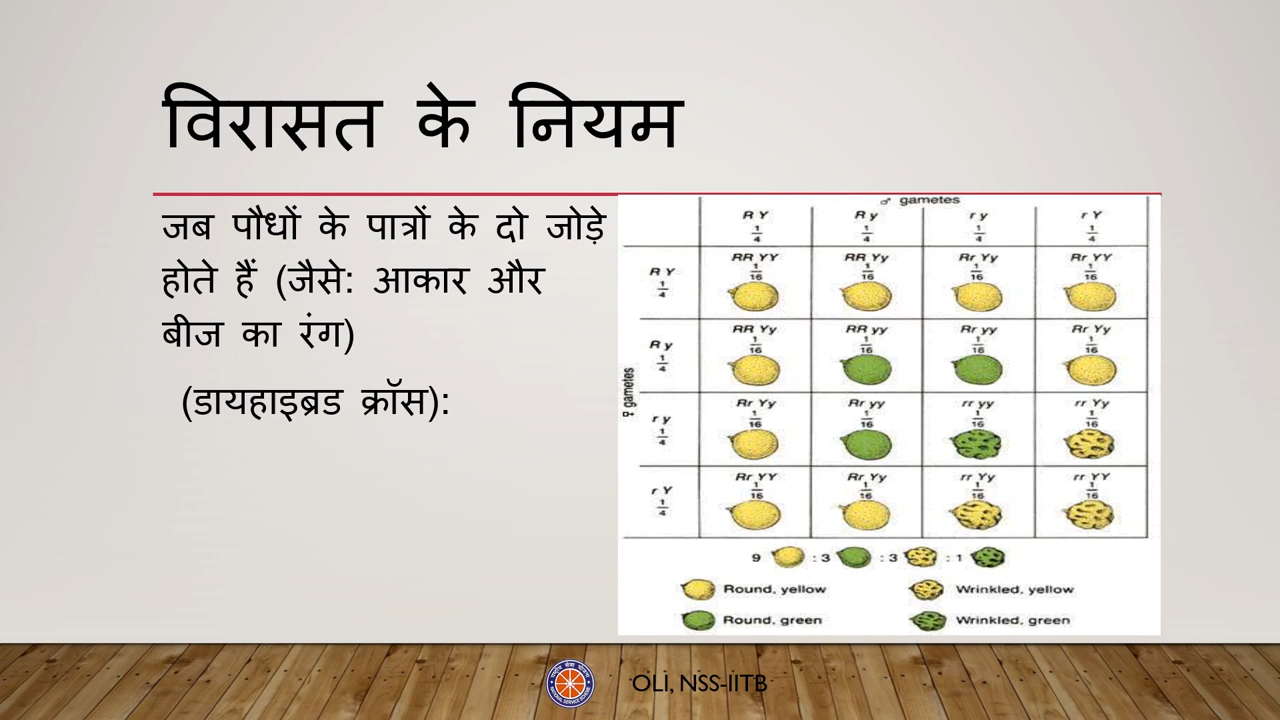 विरासत के नियम
जब पौधों के पात्रों के दो जोड़े
होते हैं (जैसे: आकार और
बीज का रंग)
(डायहाइब्रड क्रॉस):
♂ gametes
R Y R y r y r Y
1/4 1/4 1/4 1/4
R Y 1/4 RR YY 1/16 RR Yy 1/16 Rr Yy 1/16 Rr YY 1/16
R y 1/4 RR Yy 1/16 RR yy 1/16 Rr yy 1/16 Rr Yy 1/16
♀ gametes
r y 1/4 Rr Yy 1/16 Rr yy 1/16 rr yy 1/16 rr Yy 1/16
r Y 1/4 Rr YY 1/16 Rr Yy 1/16 rr Yy 1/16 rr YY 1/16
9 : 3 : 3 : 1
Round, yellow Wrinkled, yellow
Round, green Wrinkled, green
OLI, NSS-IITB